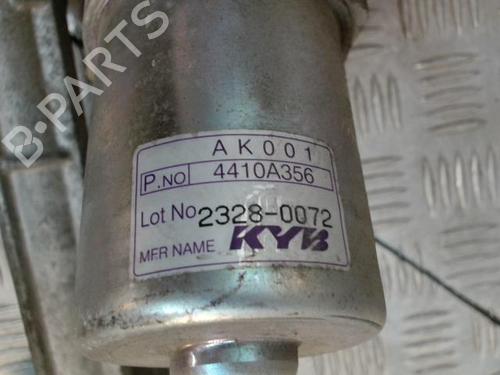 B-PARTS
AK001
P.NO 4410A356
Lot No 2328-0072
MFR NAME KYB